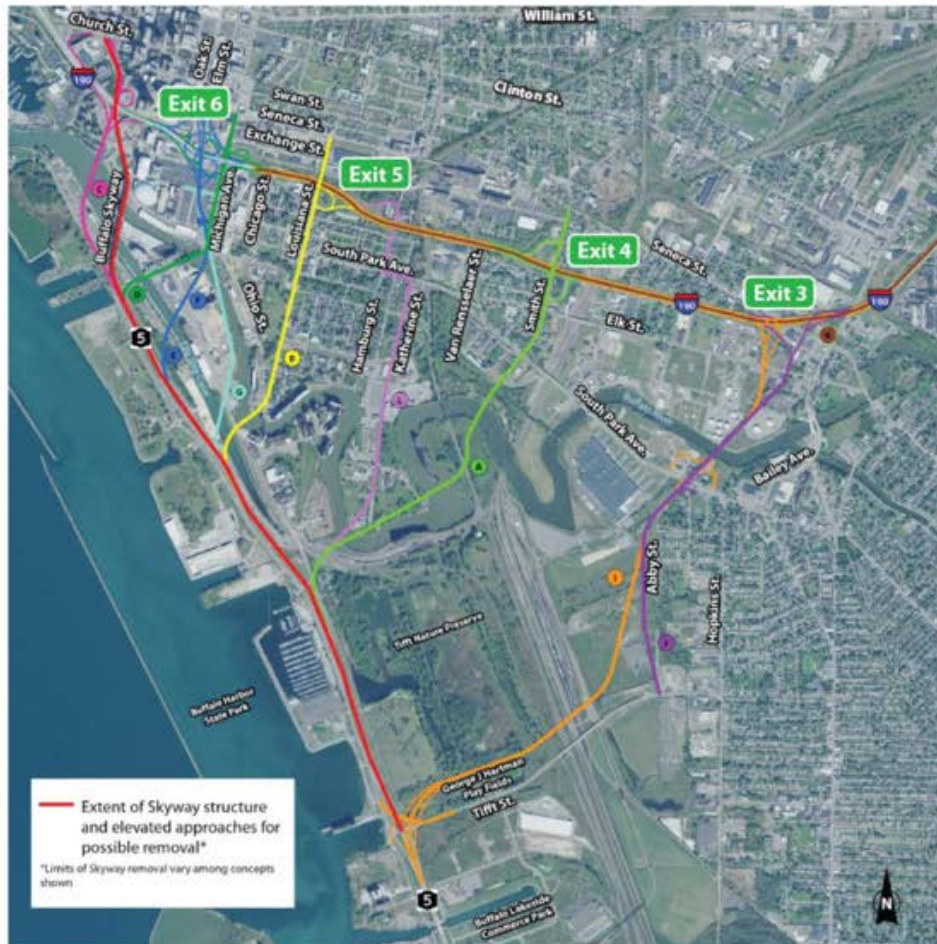 William St.
Church St.
190
Oak St.
Elm St.
Clinton St.
Exit 6
Swan St.
Seneca St.
Exchange St.
Exit 5
Buffalo Skyway
Michigan Ave.
Chicago St.
Louisiana St.
South Park Ave.
Exit 4
Seneca St.
Ohio St.
Hamburg St.
Katherine St.
Van Rensselaer St.
Smith St.
Exit 3
190
190
Elk St.
5
South Park Ave.
Bailey Ave.
A
Abby St.
Hopkins St.
Tifft Nature Preserve
Buffalo Harbor
State Park
George J Hartman
Play Fields
Tifft St.
Extent of Skyway structure
and elevated approaches for
possible removal*
*Limits of Skyway removal vary among concepts
shown
5
Buffalo Lakeside
Commerce Park
N